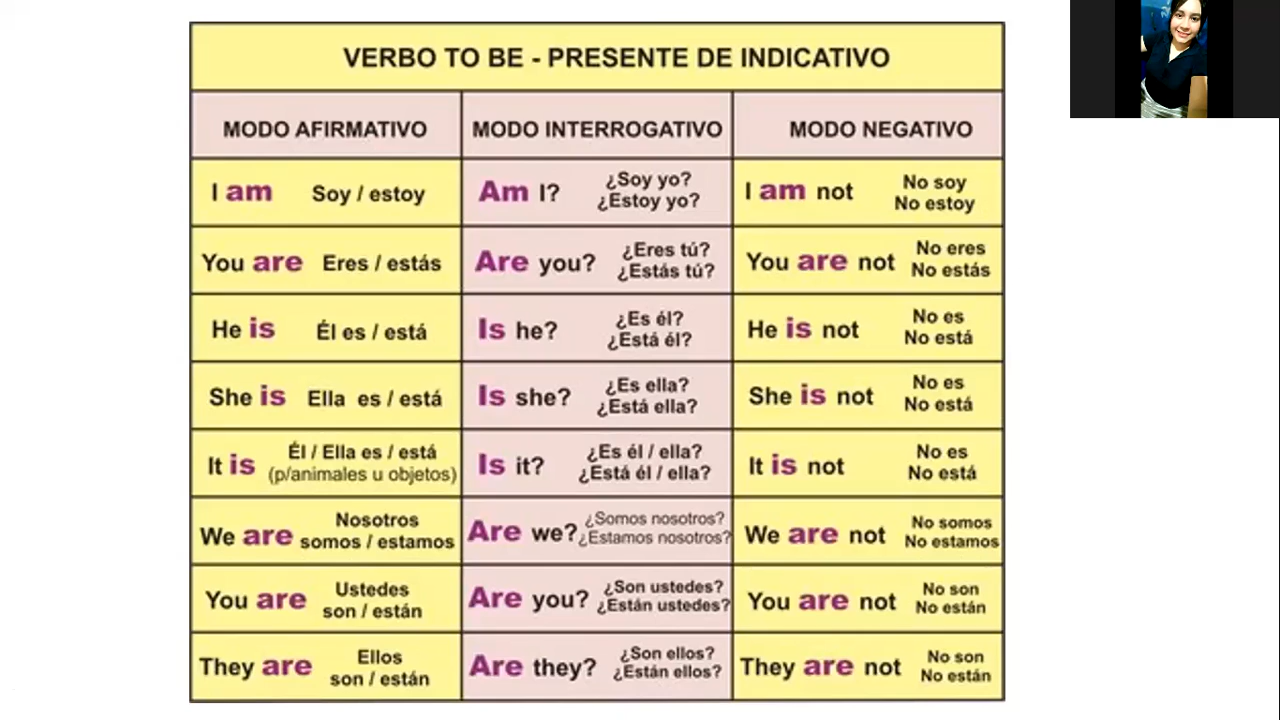 VERBO TO BE - PRESENTE DE INDICATIVO
MODO AFIRMATIVO MODO INTERROGATIVO MODO NEGATIVO
I am Soy / estoy
Am I? ¿Soy yo?
¿Estoy yo?
I am not No soy
No estoy
You are Eres / estás
Are you? ¿Eres tú?
¿Estás tú?
You are not No eres
No estás
He is Él es / está
Is he? ¿Es él?
¿Está él?
He is not No es
No está
She is Ella es / está
Is she? ¿Es ella?
¿Está ella?
She is not No es
No está
It is Él / Ella es / está
(p/animales u objetos)
Is it? ¿Es él / ella?
¿Está él / ella?
It is not No es
No está
We are Nosotros
somos / estamos
Are we? ¿Somos nosotros?
¿Estamos nosotros?
We are not No somos
No estamos
You are Ustedes
son / están
Are you? ¿Son ustedes?
¿Están ustedes?
You are not No son
No están
They are Ellos
son / están
Are they? ¿Son ellos?
¿Están ellos?
They are not No son
No están